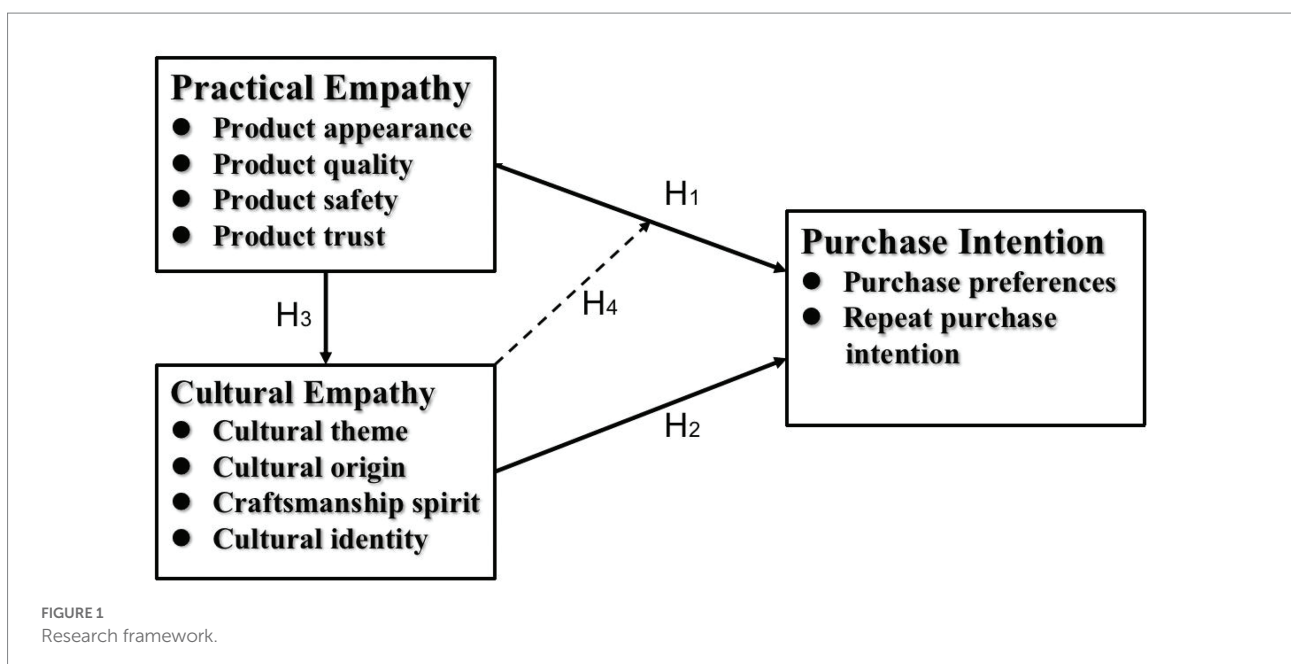 Practical Empathy
● Product appearance
● Product quality
● Product safety
● Product trust
H1
Purchase Intention
● Purchase preferences
● Repeat purchase
intention
H3
H4
Cultural Empathy
● Cultural theme
● Cultural origin
● Craftsmanship spirit
● Cultural identity
H2
FIGURE 1
Research framework.